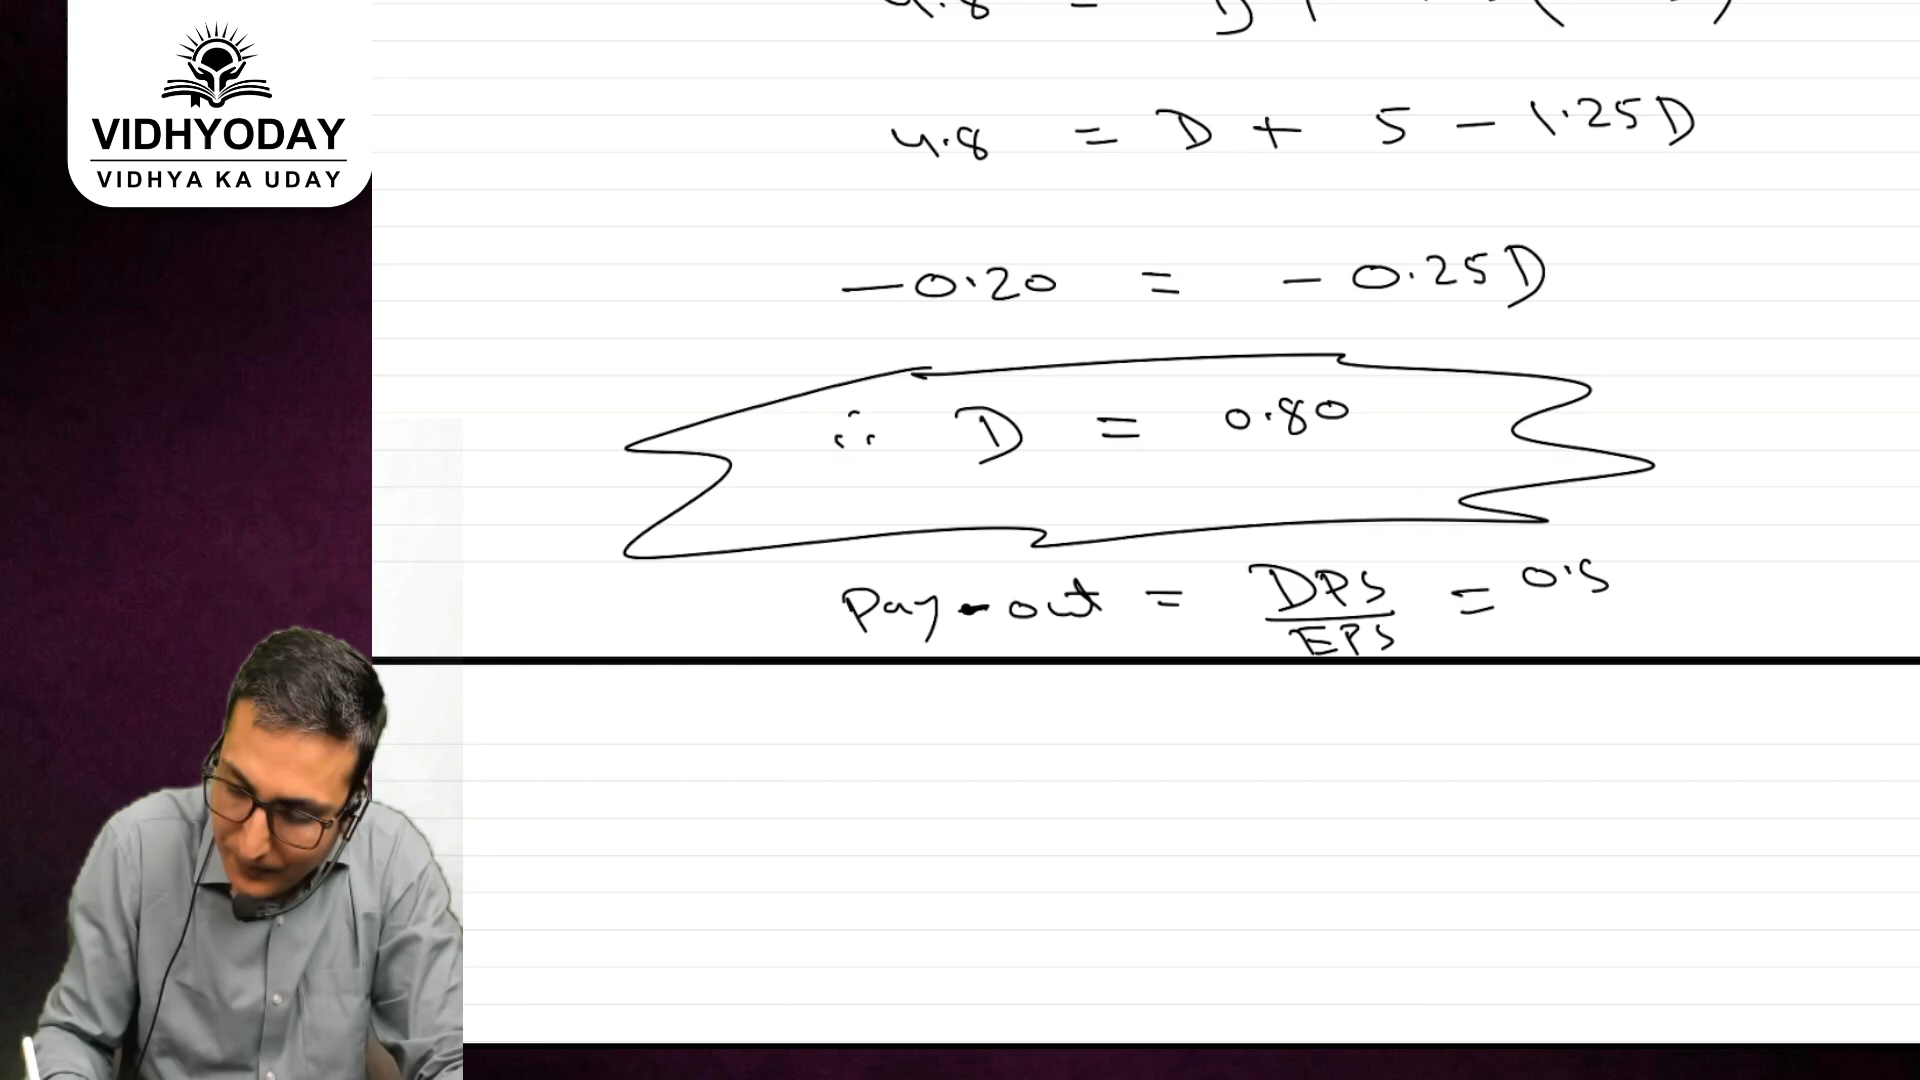 VIDHYODAY
VIDHYA KA UDAY
4.8 = D + 5 - 1.25D
-0.20 = - 0.25D
∴ D = 0.80
Pay-out = DPS/EPS = 0.5